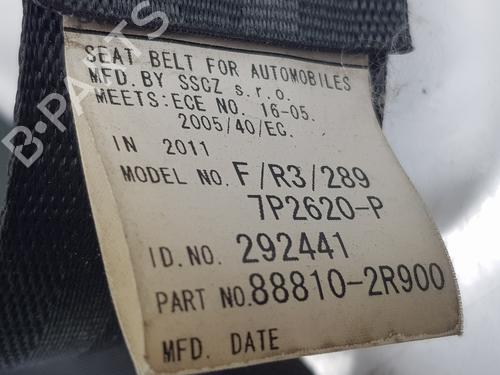 SEAT BELT FOR AUTOMOBILES
MFD. BY SSCZ s.r.o.
MEETS:ECE NO. 16-05.
2005/40/EC.
IN 2011
MODEL NO. F/R3/289
7P2620-P
ID.NO. 292441
PART NO.88810-2R900
MFD. DATE